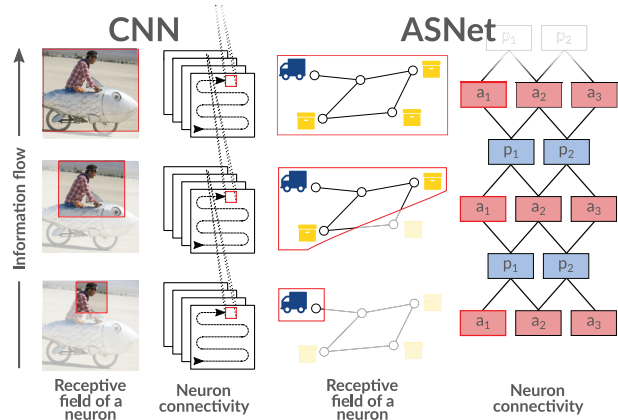 CNN
ASNet
Information flow
p1 p2
a1 a2 a3
p1 p2
a1 a2 a3
p1 p2
a1 a2 a3
Receptive
field of a
neuron
Neuron
connectivity
Receptive
field of a
neuron
Neuron
connectivity